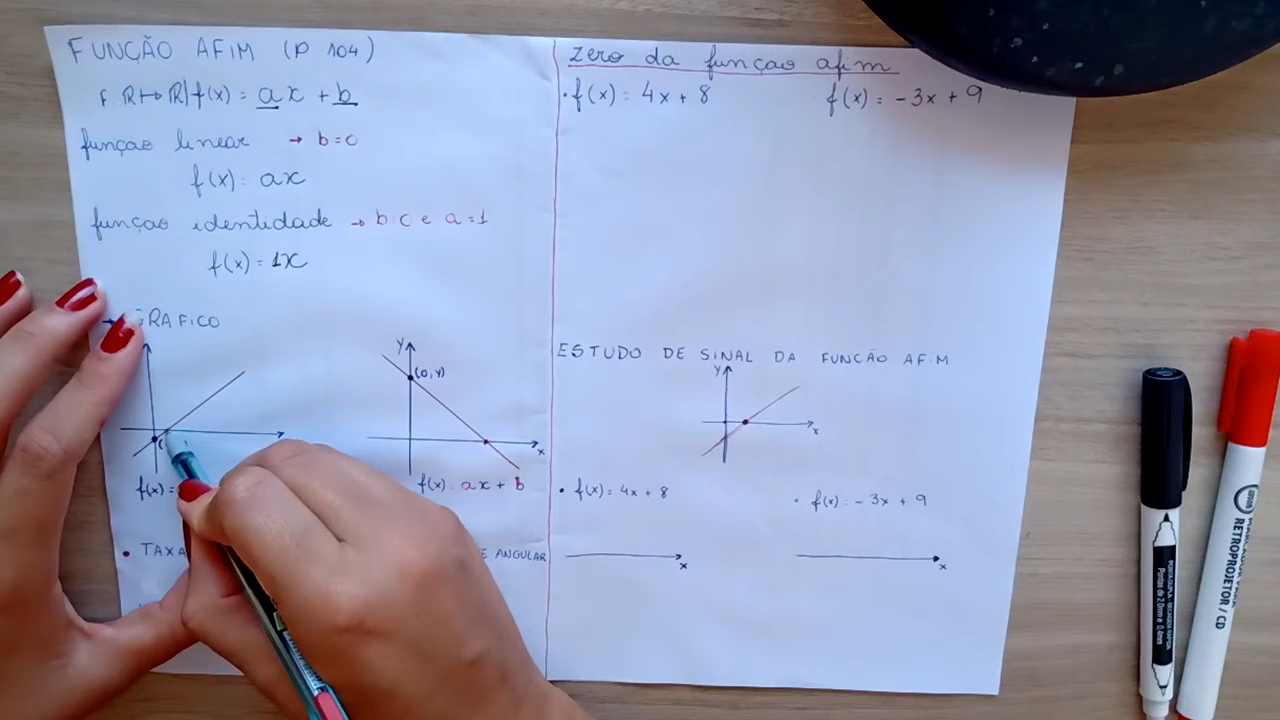 FUNÇÃO AFIM (P 104)
F. R↦R/f(x) = ax + b
função linear → b=0
f(x) = ax
função identidade → b=0 e a=1
f(x) = 1x
→ GRAFICO
Y
(0,Y)
x
f(x) =
f(x) = ax + b
• TAXA
E ANGULAR
Zero da função afim
• f(x) = 4x + 8
f(x) = -3x + 9
ESTUDO DE SINAL DA FUNÇÃO AFIM
Y
x
• f(x) = 4x + 8
• f(x) = -3x + 9
x
x
RETROPROJETOR / CD